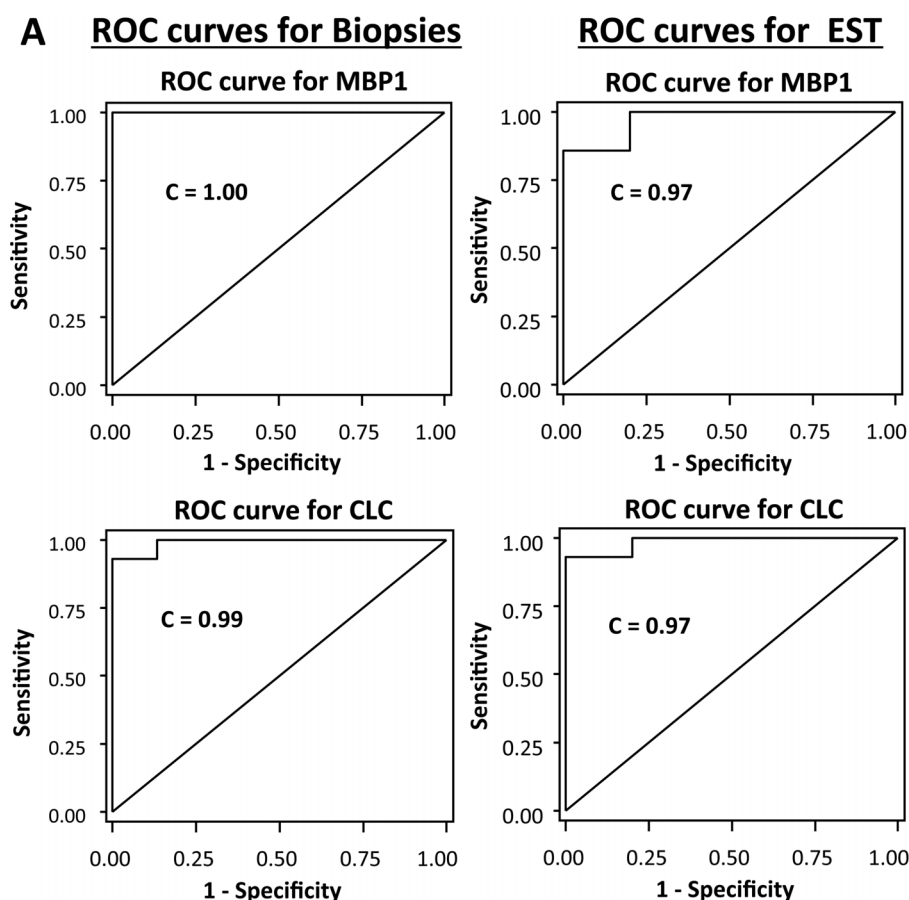 A
ROC curves for Biopsies
ROC curves for EST
ROC curve for MBP1
1.00
0.75
0.50
0.25
0.00
Sensitivity
C = 1.00
0.00 0.25 0.50 0.75 1.00
1 - Specificity
ROC curve for MBP1
1.00
0.75
0.50
0.25
0.00
Sensitivity
C = 0.97
0.00 0.25 0.50 0.75 1.00
1 - Specificity
ROC curve for CLC
1.00
0.75
0.50
0.25
0.00
Sensitivity
C = 0.99
0.00 0.25 0.50 0.75 1.00
1 - Specificity
ROC curve for CLC
1.00
0.75
0.50
0.25
0.00
Sensitivity
C = 0.97
0.00 0.25 0.50 0.75 1.00
1 - Specificity